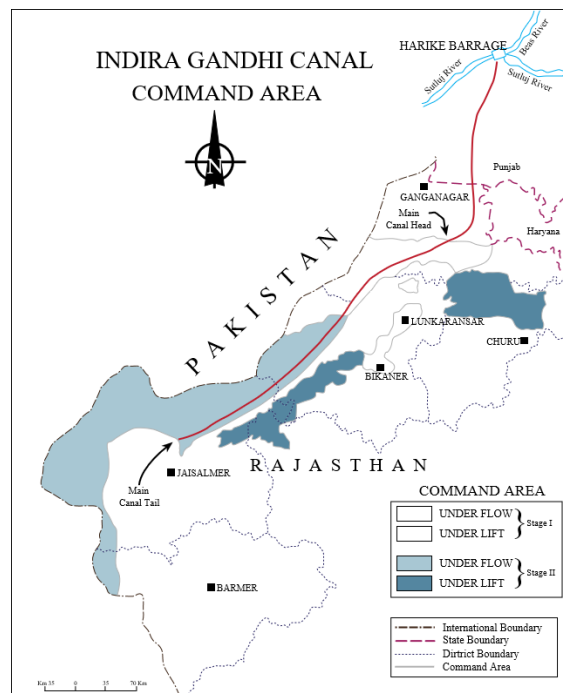 INDIRA GANDHI CANAL
COMMAND AREA
HARIKE BARRAGE
Beas River
Sutluj River
Sutluj River
N
Punjab
GANGANAGAR
Main
Canal Head
Haryana
PAKISTAN
LUNKARANSAR
CHURU
BIKANER
RAJASTHAN
JAISALMER
Main
Canal Tail
BARMER
COMMAND AREA
UNDER FLOW
UNDER LIFT
Stage I
UNDER FLOW
UNDER LIFT
Stage II
International Boundary
State Boundary
Dirtrict Boundary
Command Area
Km 35 0 35 70 Km